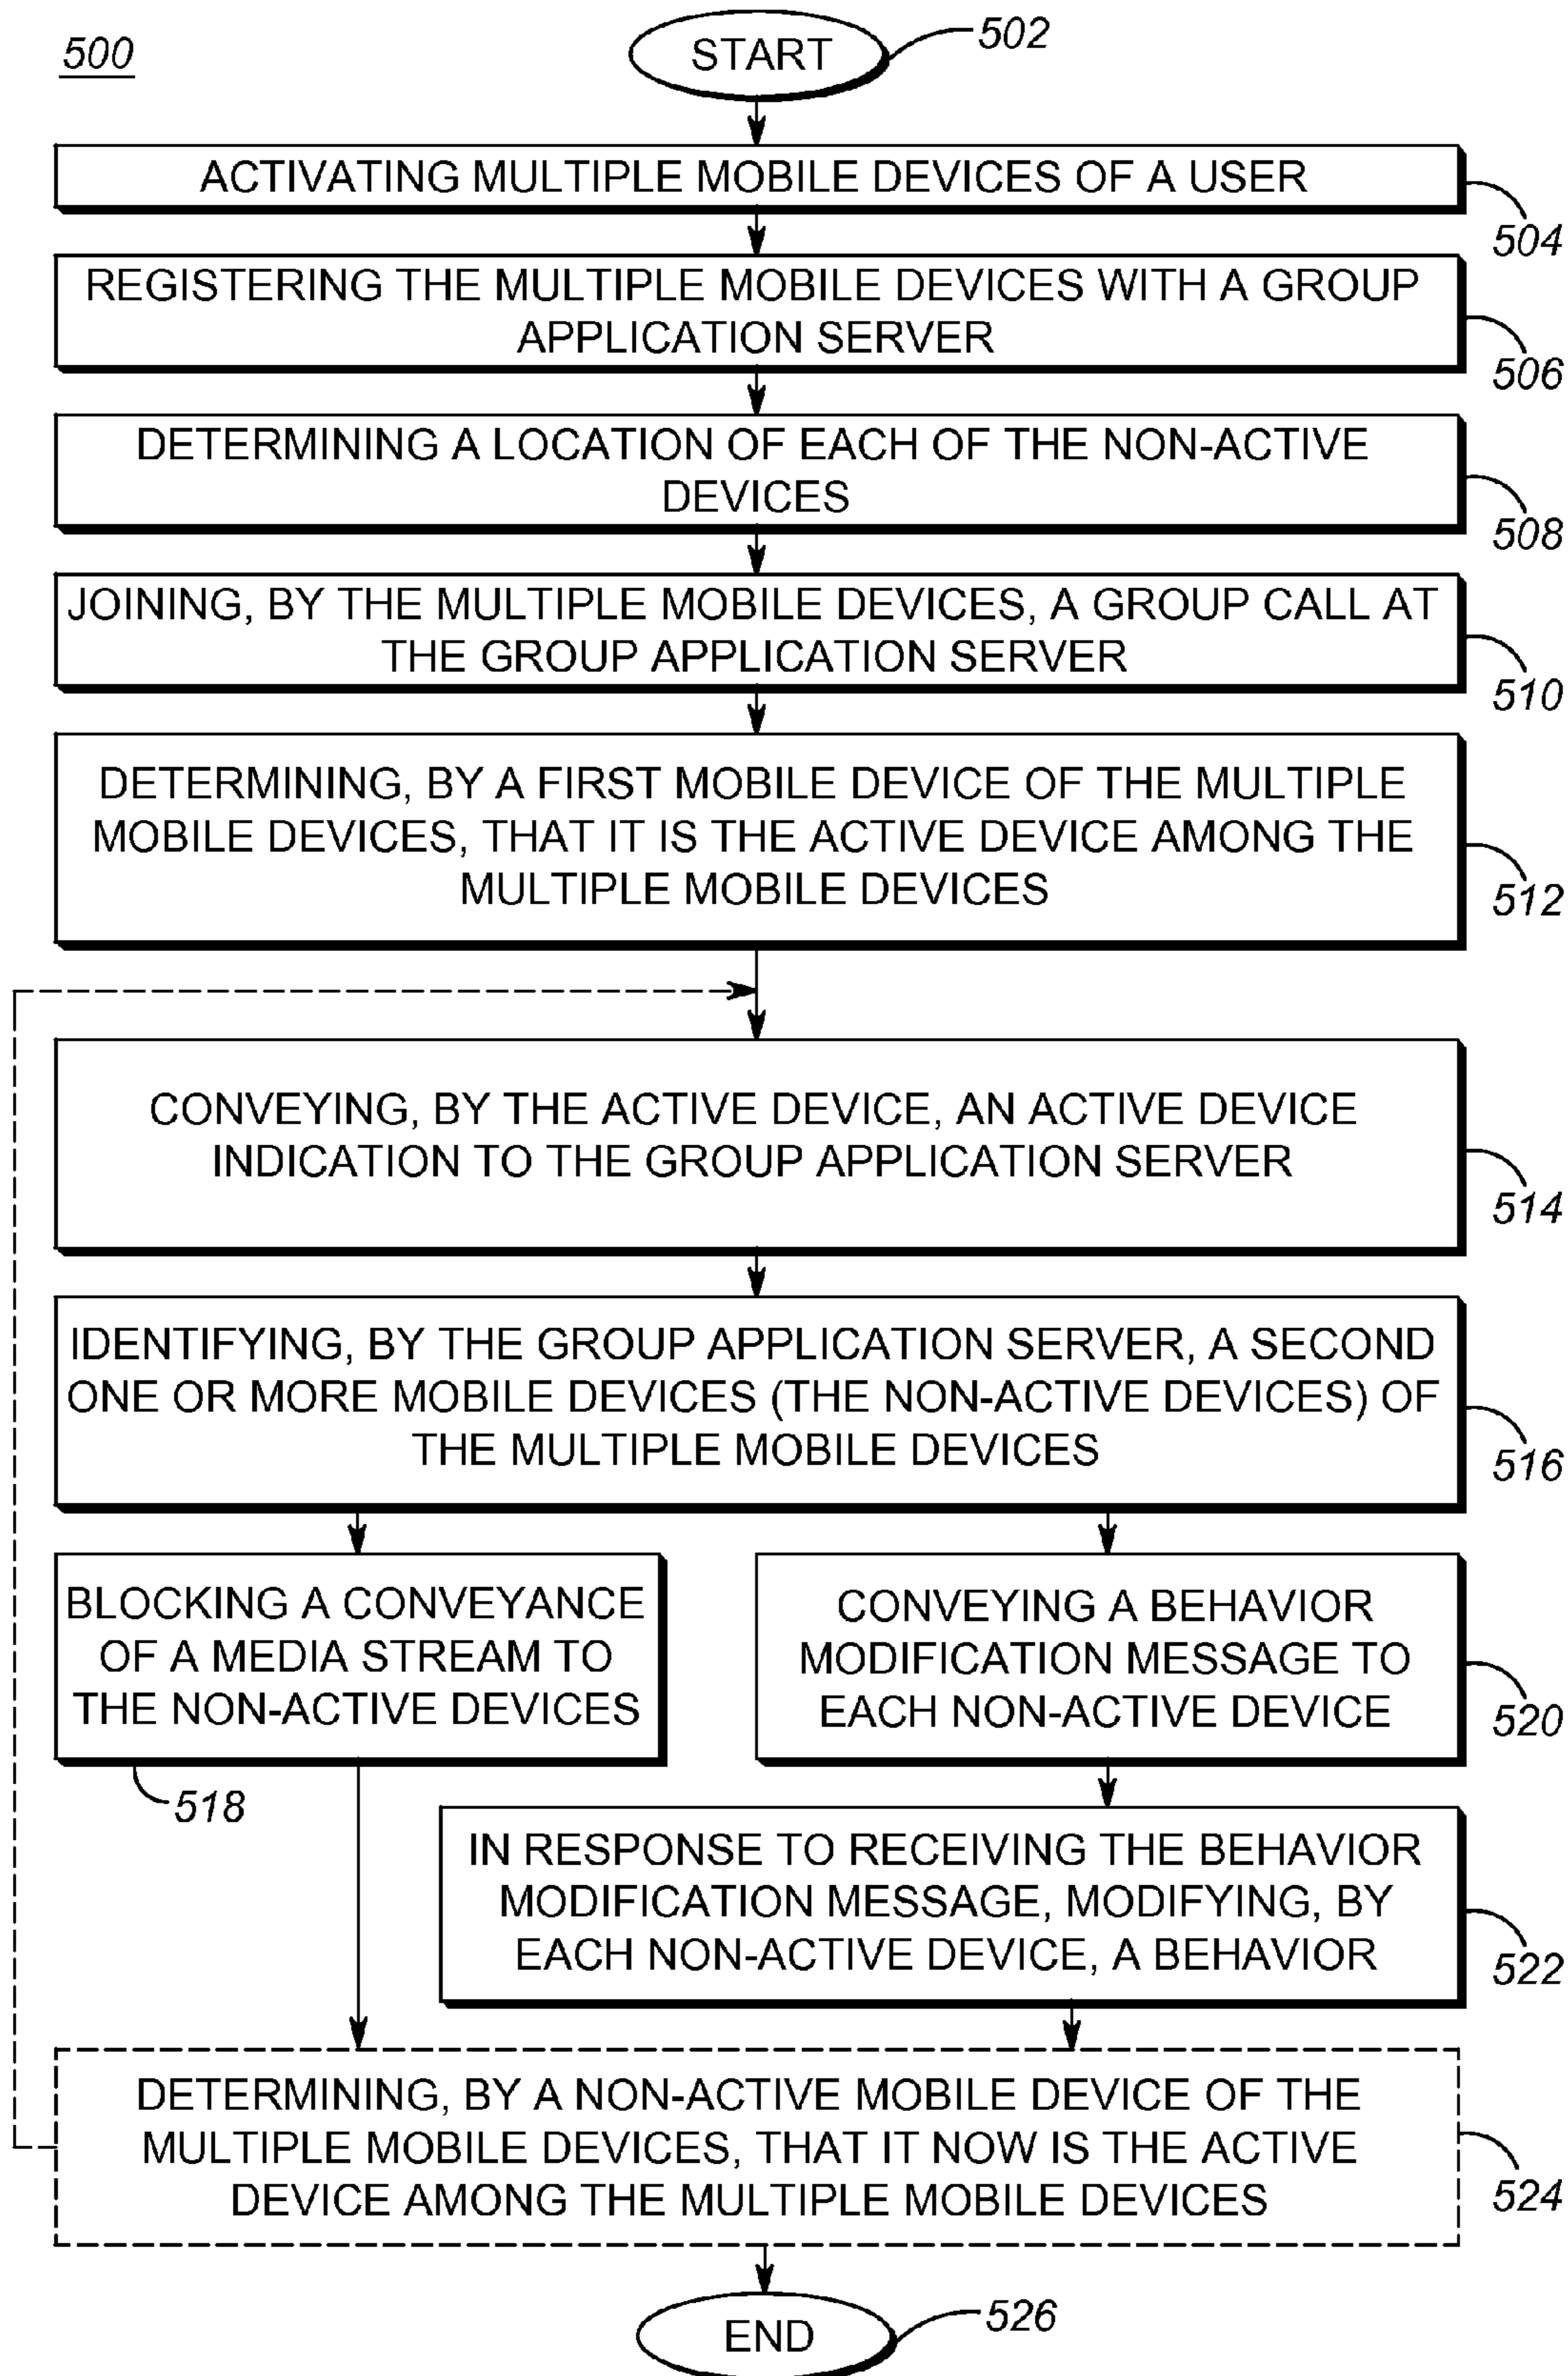 500
START
502
ACTIVATING MULTIPLE MOBILE DEVICES OF A USER
504
REGISTERING THE MULTIPLE MOBILE DEVICES WITH A GROUP
APPLICATION SERVER
506
DETERMINING A LOCATION OF EACH OF THE NON-ACTIVE
DEVICES
508
JOINING, BY THE MULTIPLE MOBILE DEVICES, A GROUP CALL AT
THE GROUP APPLICATION SERVER
510
DETERMINING, BY A FIRST MOBILE DEVICE OF THE MULTIPLE
MOBILE DEVICES, THAT IT IS THE ACTIVE DEVICE AMONG THE
MULTIPLE MOBILE DEVICES
512
CONVEYING, BY THE ACTIVE DEVICE, AN ACTIVE DEVICE
INDICATION TO THE GROUP APPLICATION SERVER
514
IDENTIFYING, BY THE GROUP APPLICATION SERVER, A SECOND
ONE OR MORE MOBILE DEVICES (THE NON-ACTIVE DEVICES) OF
THE MULTIPLE MOBILE DEVICES
516
BLOCKING A CONVEYANCE
OF A MEDIA STREAM TO
THE NON-ACTIVE DEVICES
518
CONVEYING A BEHAVIOR
MODIFICATION MESSAGE TO
EACH NON-ACTIVE DEVICE
520
IN RESPONSE TO RECEIVING THE BEHAVIOR
MODIFICATION MESSAGE, MODIFYING, BY
EACH NON-ACTIVE DEVICE, A BEHAVIOR
522
DETERMINING, BY A NON-ACTIVE MOBILE DEVICE OF THE
MULTIPLE MOBILE DEVICES, THAT IT NOW IS THE ACTIVE
DEVICE AMONG THE MULTIPLE MOBILE DEVICES
524
END
526